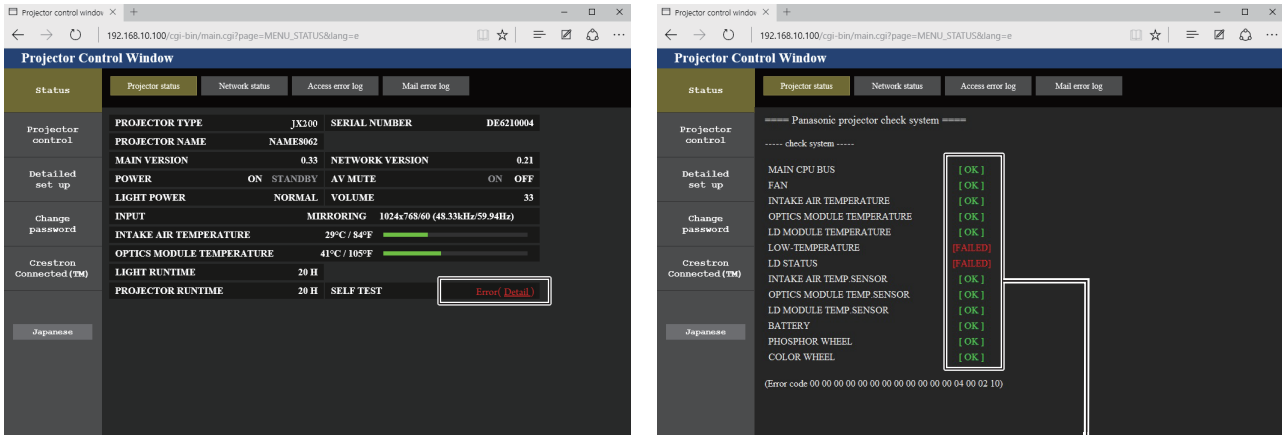 Projector control window
192.168.10.100/cgi-bin/main.cgi?page=MENU_STATUS&lang=e
Projector Control Window
Status
Projector control
Detailed set up
Change password
Crestron Connected(TM)
Japanese
Projector status Network status Access error log Mail error log
PROJECTOR TYPE JX200 SERIAL NUMBER DE6210004
PROJECTOR NAME NAME8062
MAIN VERSION 0.33 NETWORK VERSION 0.21
POWER ON STANDBY AV MUTE ON OFF
LIGHT POWER NORMAL VOLUME 33
INPUT MIRRORING 1024x768/60 (48.33kHz/59.94Hz)
INTAKE AIR TEMPERATURE 29°C / 84°F
OPTICS MODULE TEMPERATURE 41°C / 105°F
LIGHT RUNTIME 20 H
PROJECTOR RUNTIME 20 H SELF TEST Error( Detail )
Projector control window
192.168.10.100/cgi-bin/main.cgi?page=MENU_STATUS&lang=e
Projector Control Window
Status
Projector control
Detailed set up
Change password
Crestron Connected(TM)
Japanese
Projector status Network status Access error log Mail error log
==== Panasonic projector check system ====
----- check system -----
MAIN CPU BUS [ OK ]
FAN [ OK ]
INTAKE AIR TEMPERATURE [ OK ]
OPTICS MODULE TEMPERATURE [ OK ]
LD MODULE TEMPERATURE [ OK ]
LOW-TEMPERATURE [FAILED]
LD STATUS [FAILED]
INTAKE AIR TEMP.SENSOR [ OK ]
OPTICS MODULE TEMP.SENSOR [ OK ]
LD MODULE TEMP.SENSOR [ OK ]
BATTERY [ OK ]
PHOSPHOR WHEEL [ OK ]
COLOR WHEEL [ OK ]
(Error code 00 00 00 00 00 00 00 00 00 00 00 00 04 00 02 10)